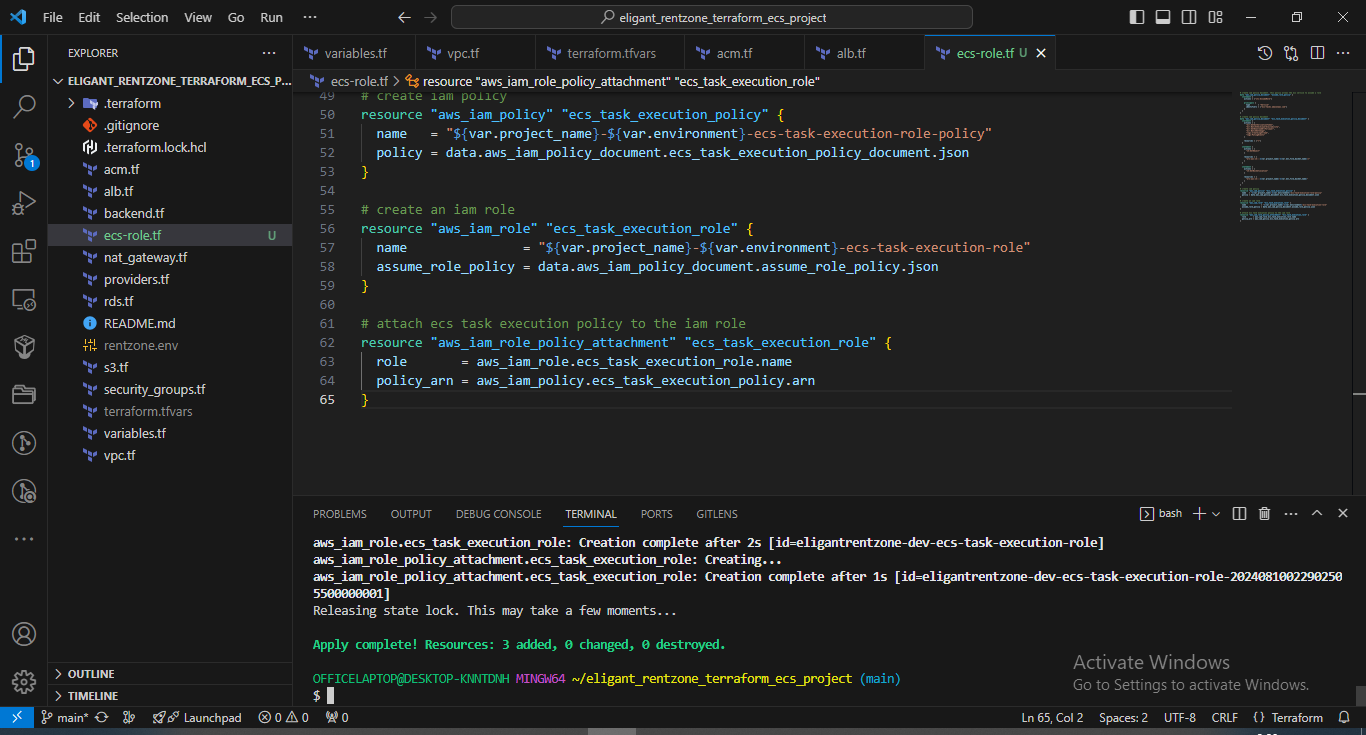 File Edit Selection View Go Run ···
eligant_rentzone_terraform_ecs_project
EXPLORER
ELIGANT_RENTZONE_TERRAFORM_ECS_P...
.terraform
.gitignore
.terraform.lock.hcl
acm.tf
alb.tf
backend.tf
ecs-role.tf U
nat_gateway.tf
providers.tf
rds.tf
README.md
rentzone.env
s3.tf
security_groups.tf
terraform.tfvars
variables.tf
vpc.tf
OUTLINE
TIMELINE
1
variables.tf vpc.tf terraform.tfvars acm.tf alb.tf ecs-role.tf U
ecs-role.tf > resource "aws_iam_role_policy_attachment" "ecs_task_execution_role"
49 # create iam policy
50 resource "aws_iam_policy" "ecs_task_execution_policy" {
51 name = "${var.project_name}-${var.environment}-ecs-task-execution-role-policy"
52 policy = data.aws_iam_policy_document.ecs_task_execution_policy_document.json
53 }
54
55 # create an iam role
56 resource "aws_iam_role" "ecs_task_execution_role" {
57 name = "${var.project_name}-${var.environment}-ecs-task-execution-role"
58 assume_role_policy = data.aws_iam_policy_document.assume_role_policy.json
59 }
60
61 # attach ecs task execution policy to the iam role
62 resource "aws_iam_role_policy_attachment" "ecs_task_execution_role" {
63 role = aws_iam_role.ecs_task_execution_role.name
64 policy_arn = aws_iam_policy.ecs_task_execution_policy.arn
65 }
PROBLEMS OUTPUT DEBUG CONSOLE TERMINAL PORTS GITLENS
bash
aws_iam_role.ecs_task_execution_role: Creation complete after 2s [id=eligantrentzone-dev-ecs-task-execution-role]
aws_iam_role_policy_attachment.ecs_task_execution_role: Creating...
aws_iam_role_policy_attachment.ecs_task_execution_role: Creation complete after 1s [id=eligantrentzone-dev-ecs-task-execution-role-2024081002290250
5500000001]
Releasing state lock. This may take a few moments...
Apply complete! Resources: 3 added, 0 changed, 0 destroyed.
OFFICELAPTOP@DESKTOP-KNNTDNH MINGW64 ~/eligant_rentzone_terraform_ecs_project (main)
$
Activate Windows
Go to Settings to activate Windows.
main* Launchpad 0 0 0 Ln 65, Col 2 Spaces: 2 UTF-8 CRLF {} Terraform